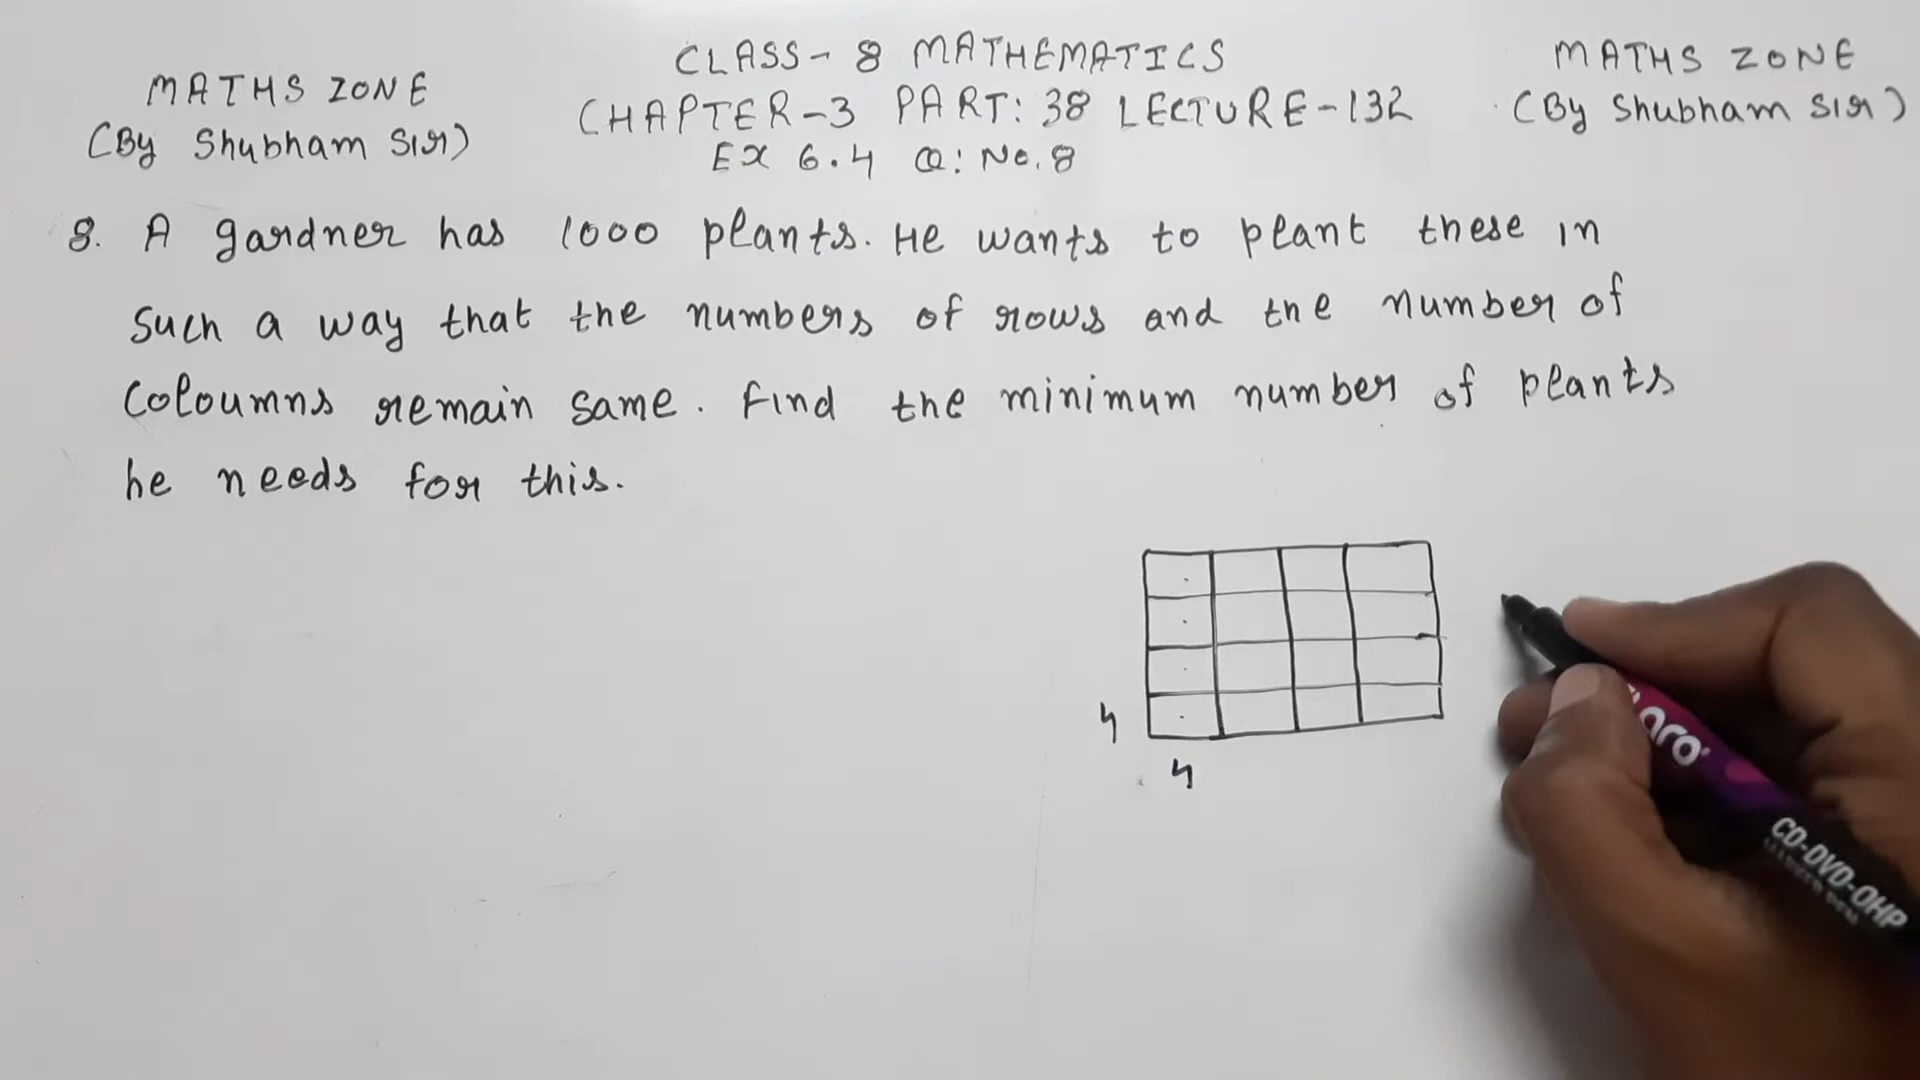 MATHS ZONE
(By Shubham Sir)
CLASS- 8 MATHEMATICS
CHAPTER-3 PART: 38 LECTURE-132
EX 6.4 Q: No. 8
MATHS ZONE
(By Shubham Sir)
8. A gardner has 1000 plants. He wants to plant these in
Such a way that the numbers of rows and the number of
Coloumns remain same. Find the minimum number of plants
he needs for this.
4
4
CD-DVD-OHP